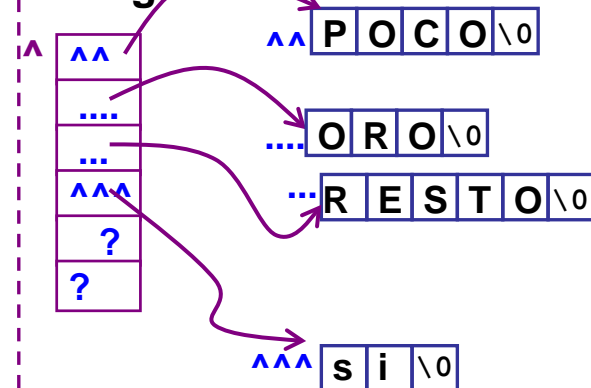 g
^ ^^ ^^ P O C O \0
.... .... O R O \0
... ... R E S T O \0
^^^
?
?
^^^ s i \0